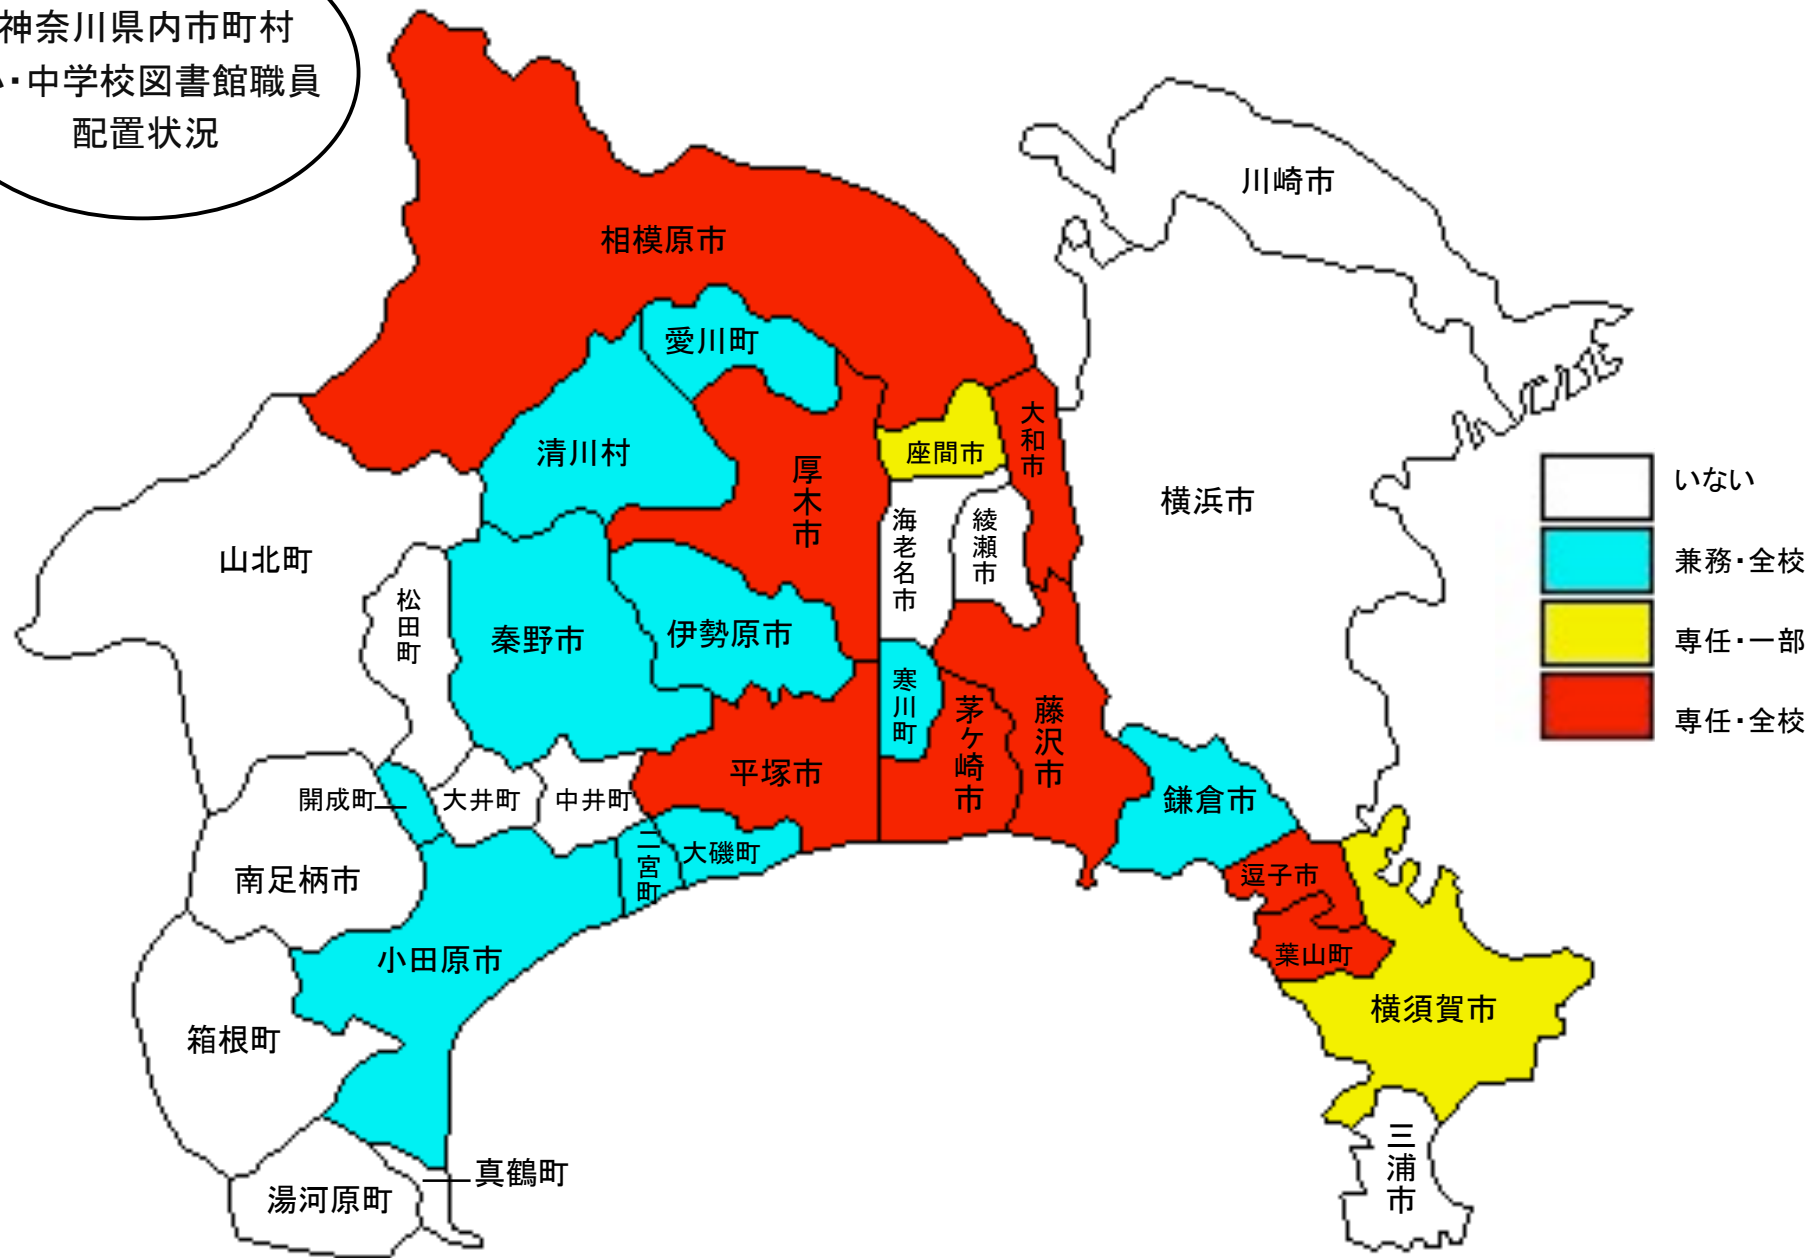 神奈川県内市町村
・中学校図書館職員
配置状況
川崎市
相模原市
愛川町
大和市
座間市
清川村
厚木市
横浜市
いない
海老名市
綾瀬市
山北町
兼務・全校
松田町
秦野市
伊勢原市
専任・一部
寒川町
茅ケ崎市
藤沢市
専任・全校
平塚市
開成町
大井町
中井町
鎌倉市
二宮町
大磯町
南足柄市
逗子市
小田原市
葉山町
横須賀市
箱根町
三浦市
真鶴町
湯河原町